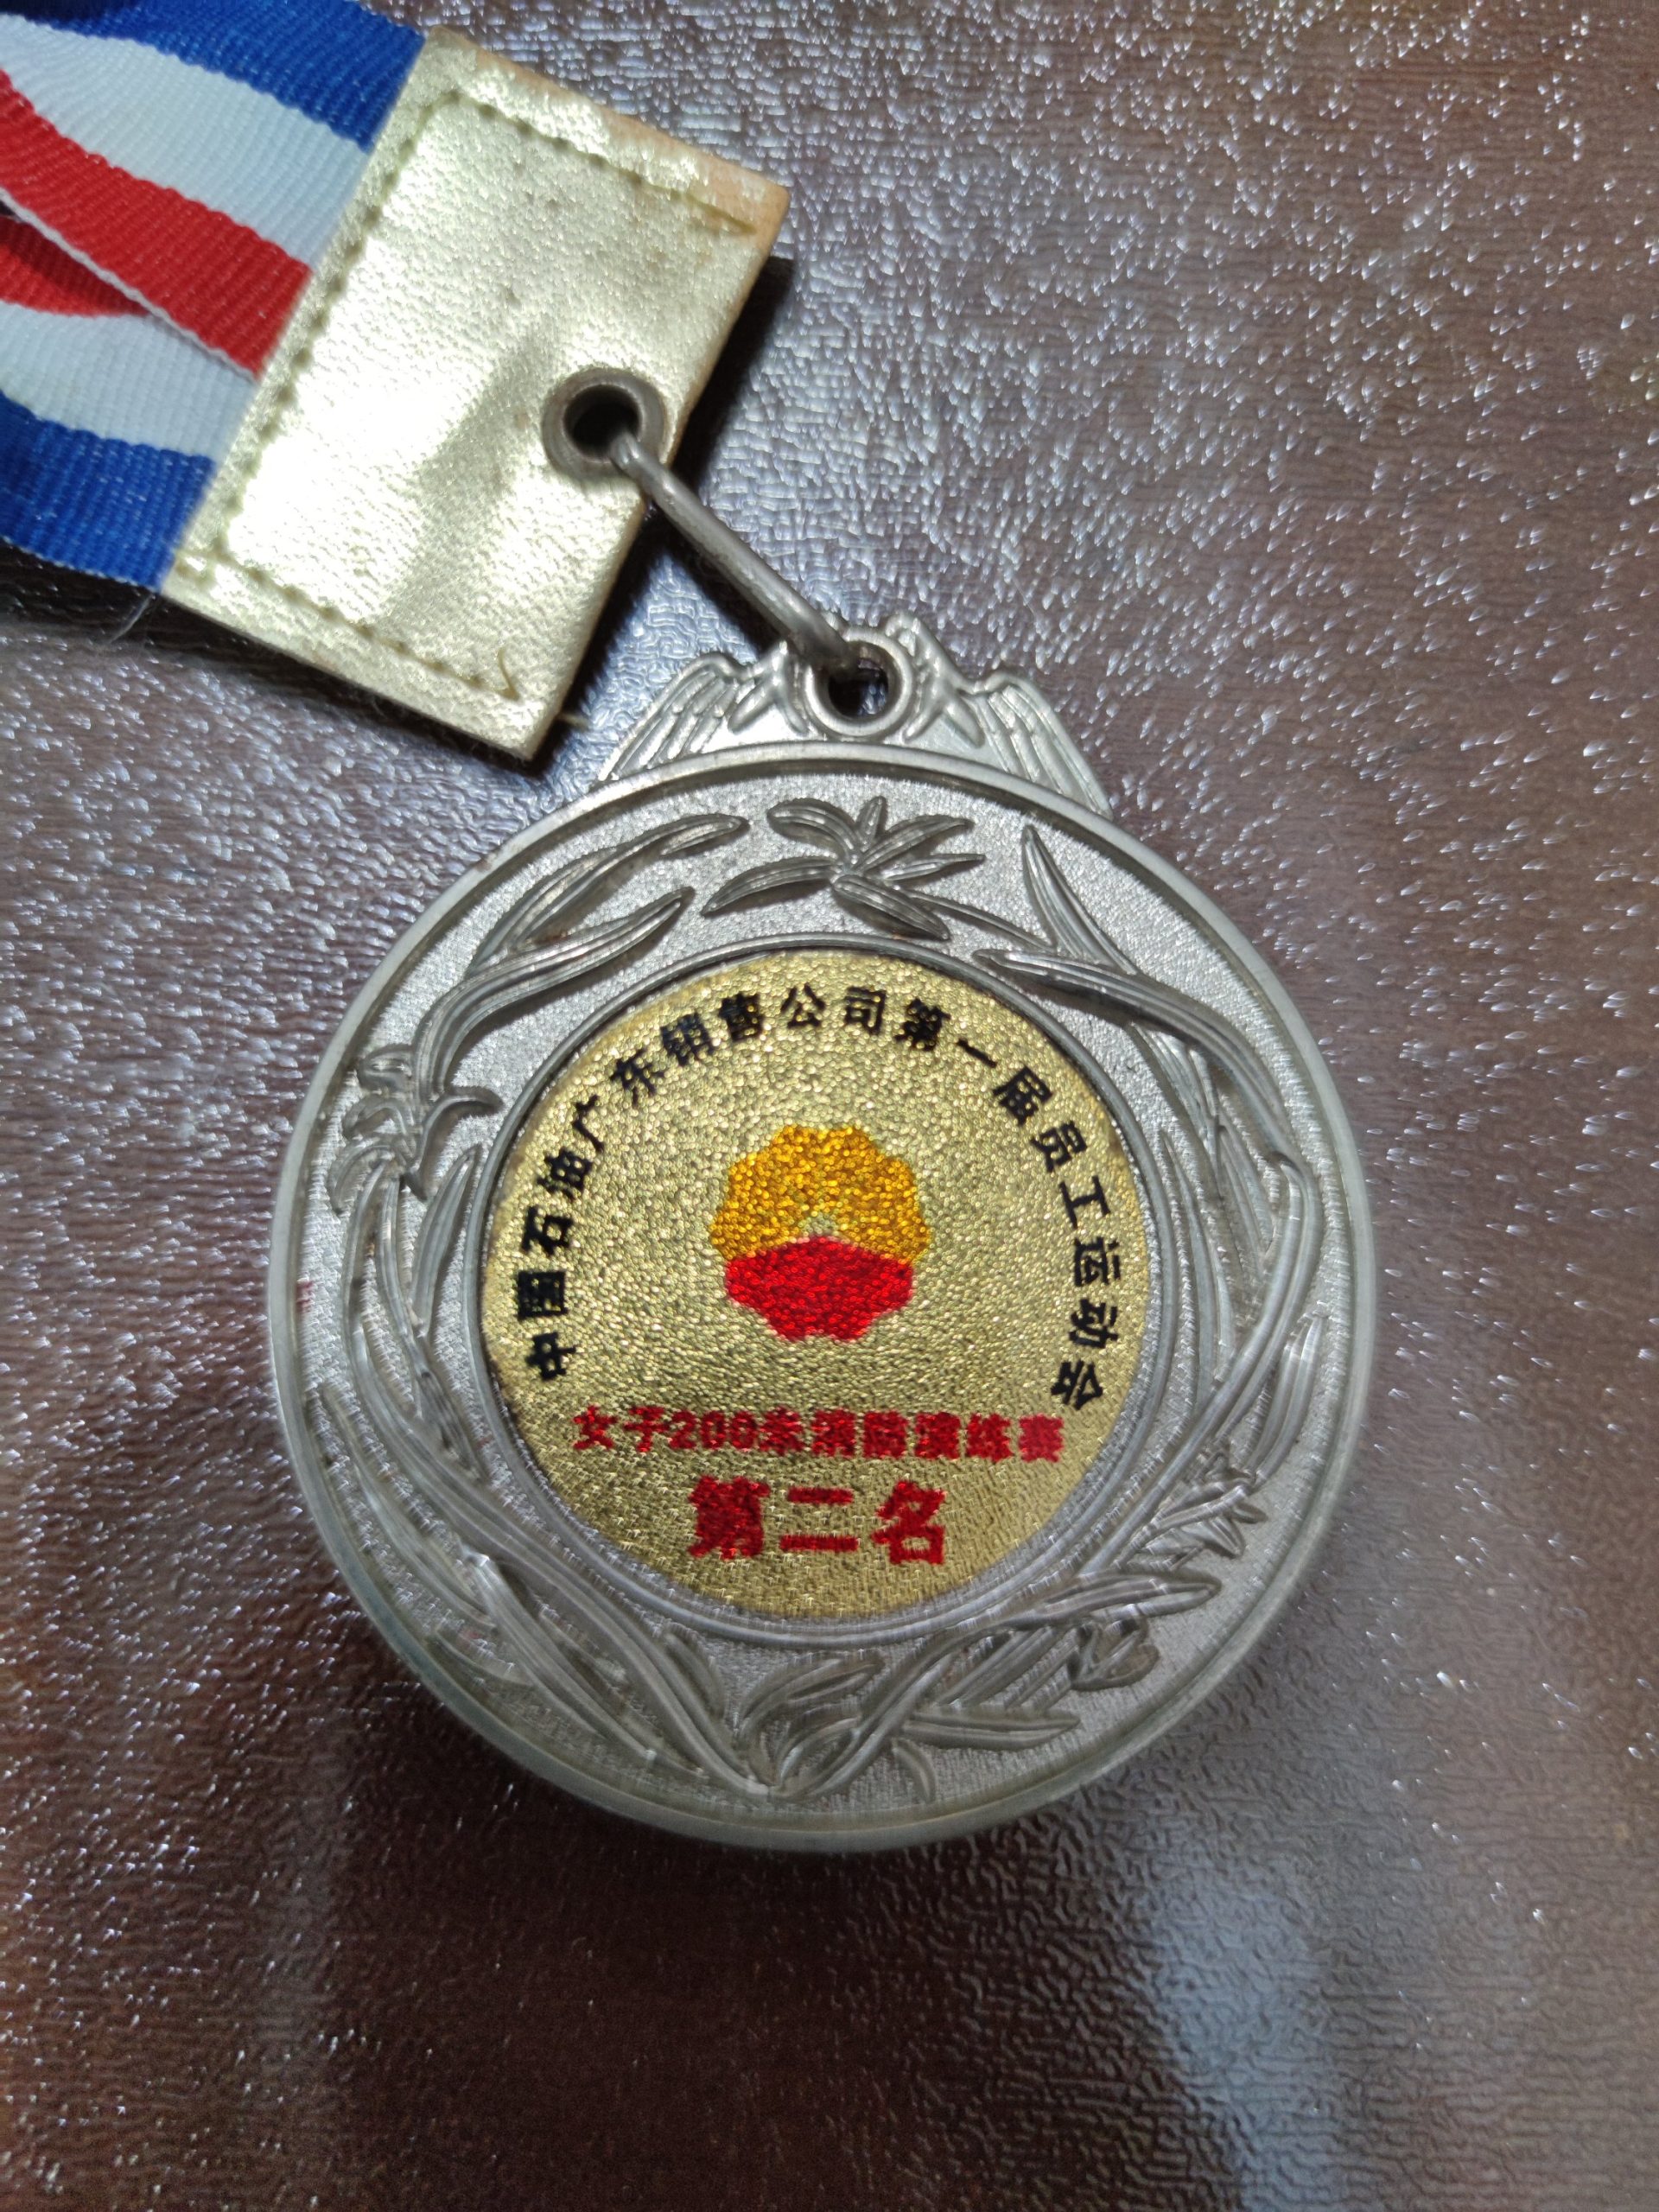 中国石油广东销售公司第一届员工运动会
女子200米消防演练赛
第二名